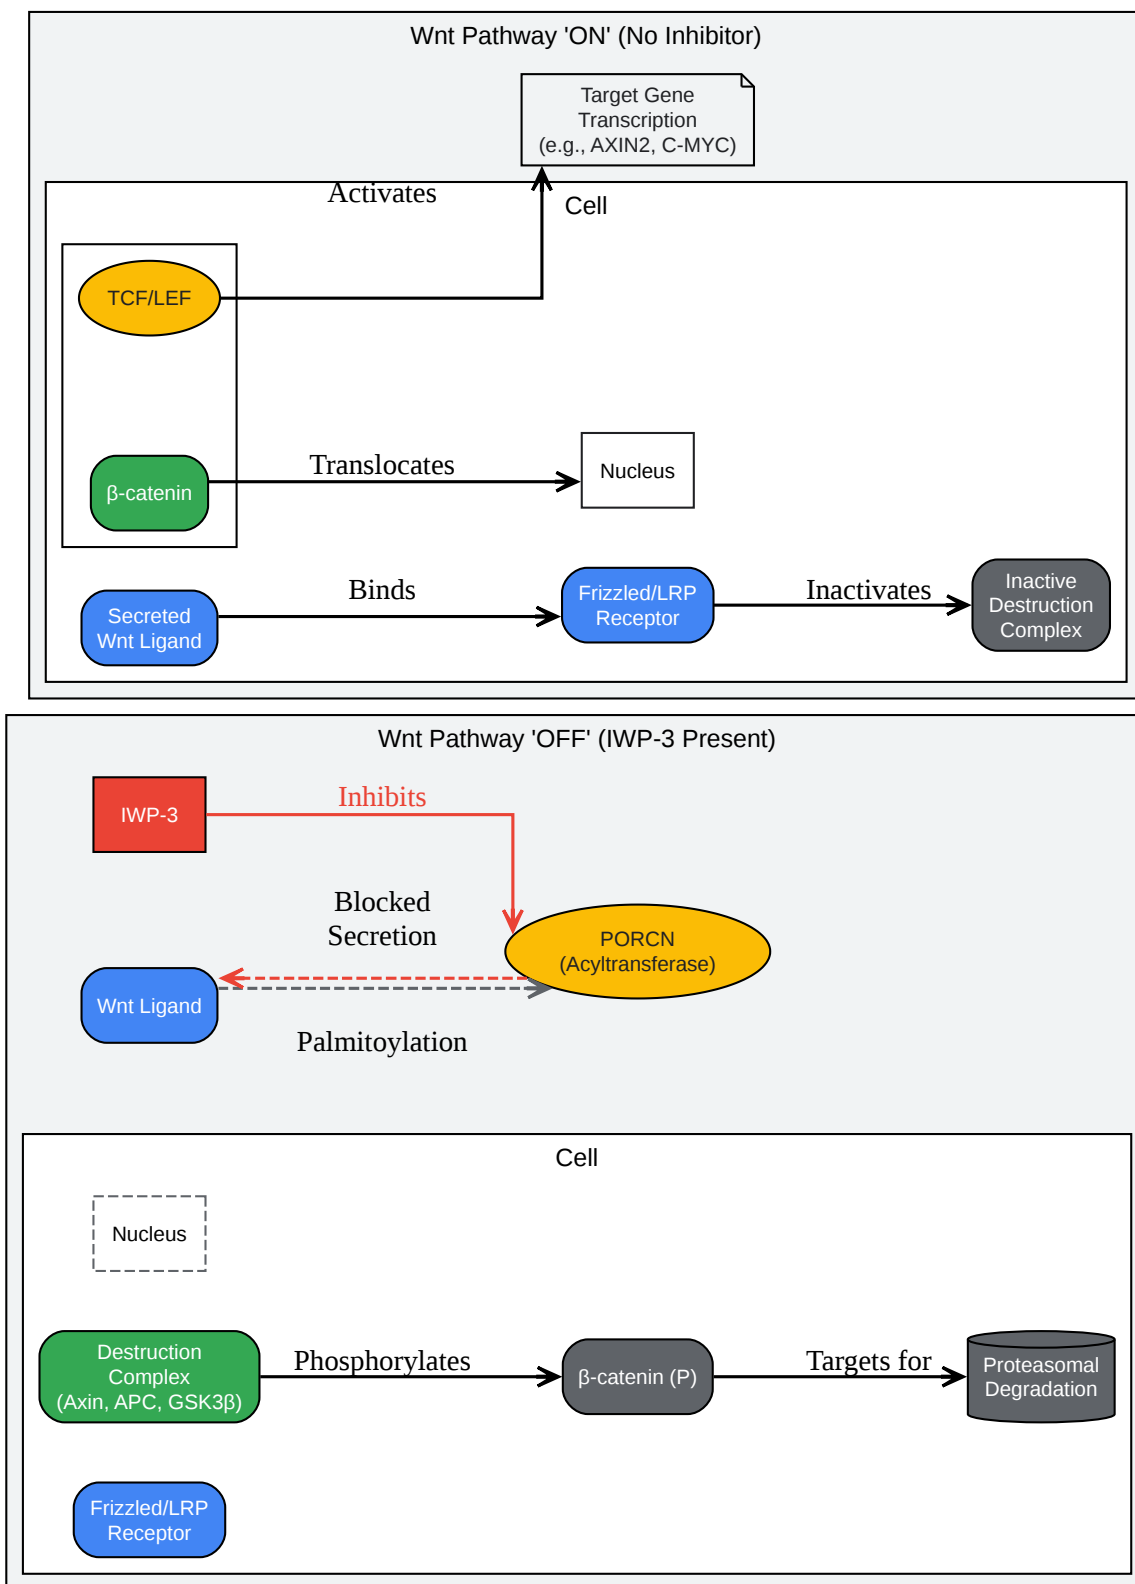 Wnt Pathway 'ON' (No Inhibitor)
Target Gene
Transcription
(e.g., AXIN2, C-MYC)
Activates
Cell
TCF/LEF
Translocates
Nucleus
β-catenin
Binds
Frizzled/LRP
Receptor
Inactivates
Inactive
Destruction
Complex
Secreted
Wnt Ligand
Wnt Pathway 'OFF' (IWP-3 Present)
IWP-3
Inhibits
Blocked
Secretion
PORCN
(Acyltransferase)
Wnt Ligand
Palmitoylation
Cell
Nucleus
Destruction
Complex
(Axin, APC, GSK3β)
Phosphorylates
β-catenin (P)
Targets for
Proteasomal
Degradation
Frizzled/LRP
Receptor